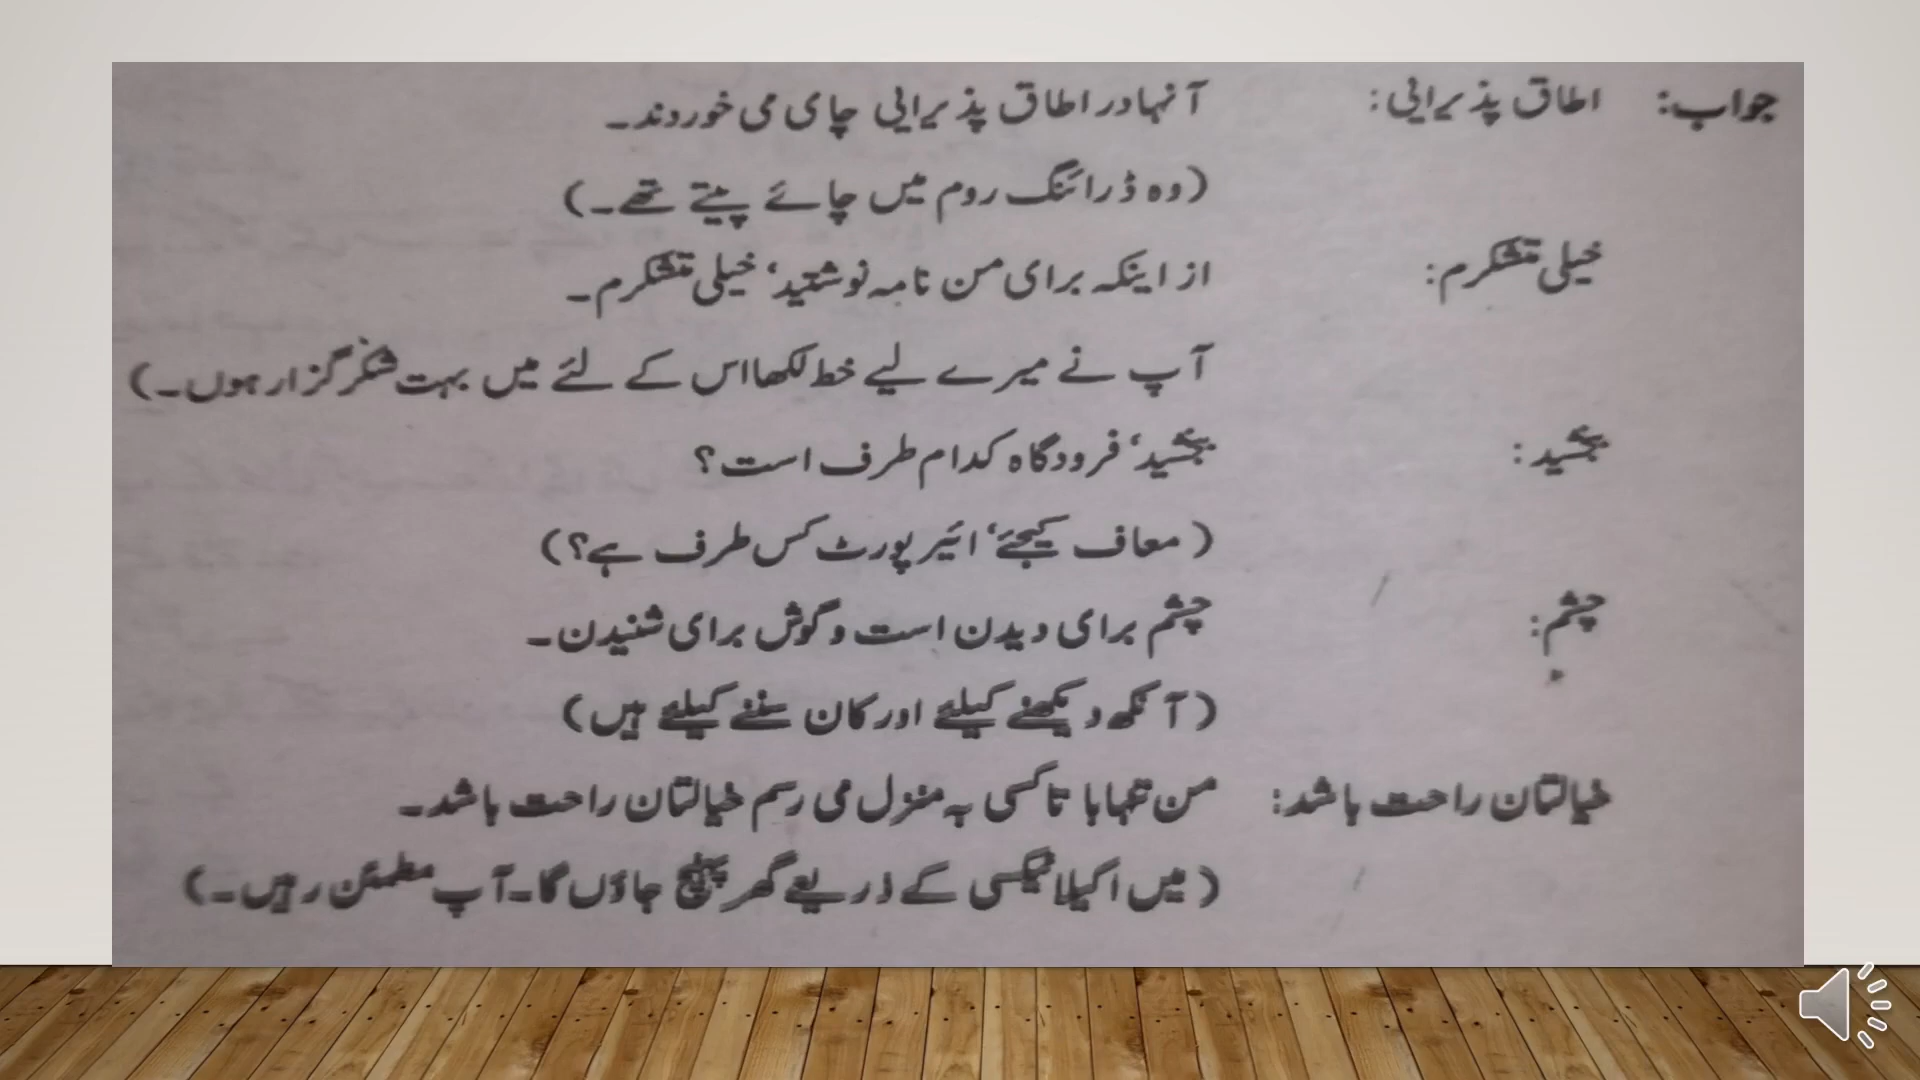 جواب: اطاق پذیرایی: آنہا در اطاق پذیرایی چای می خوردند۔
(وہ ڈرائنگ روم میں چائے پیتے تھے۔)
خیلی متشکرم: از اینکہ برای من نامہ نوشتید، خیلی متشکرم۔
آپ نے میرے لیے خط لکھا اس کے لئے میں بہت شکر گزار ہوں۔)
ببخشید: ببخشید، فرودگاہ کدام طرف است؟
(معاف کیجئے، ائیر پورٹ کس طرف ہے؟)
چشم: چشم برای دیدن است و گوش برای شنیدن۔
(آنکھ دیکھنے کیلئے اور کان سننے کیلئے ہیں)
خیالتان راحت باشد: من تنہا با تاکسی بہ منزل می رسم خیالتان راحت باشد۔
(میں اکیلا ٹیکسی کے ذریعے گھر پہنچ جاؤں گا۔ آپ مطمئن رہیں۔)